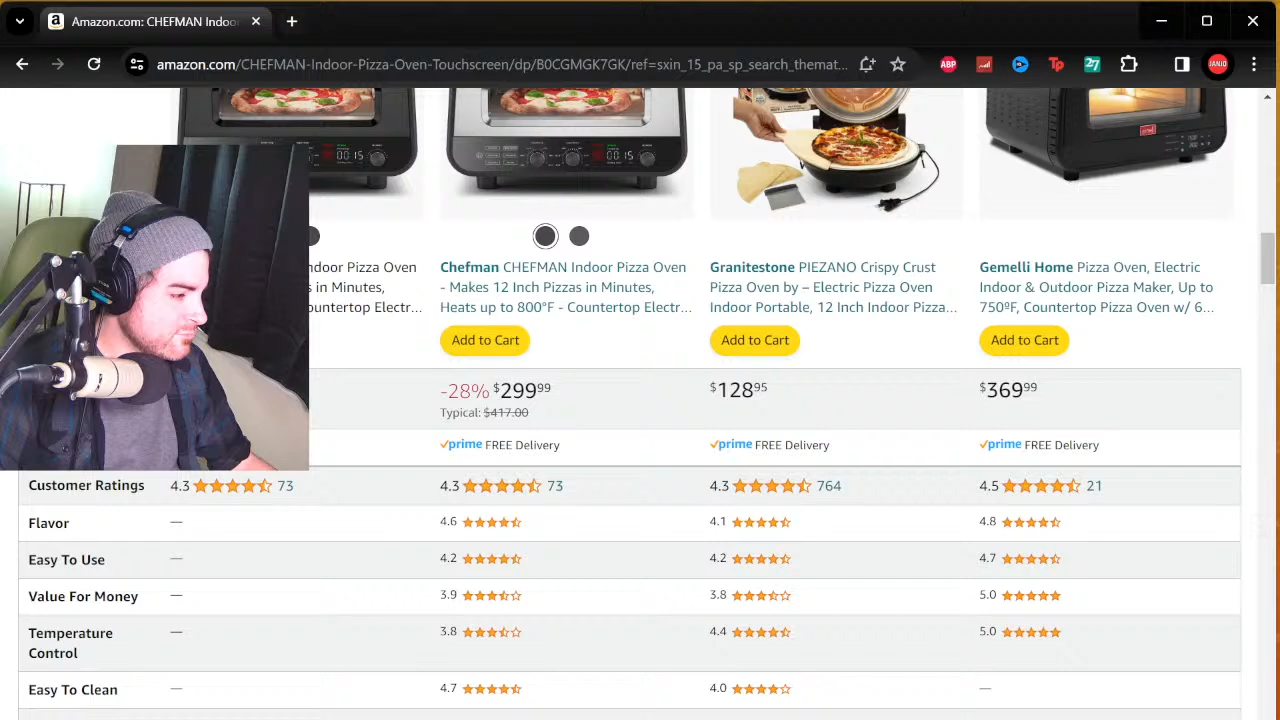 Amazon.com: CHEFMAN Indoo
amazon.com/CHEFMAN-Indoor-Pizza-Oven-Touchscreen/dp/B0CGMGK7GK/ref=sxin_15_pa_sp_search_themat...
ABP
Tp
27
JANIO
00 15
00 15
ndoor Pizza Oven
s in Minutes,
ountertop Electr...
Chefman CHEFMAN Indoor Pizza Oven
- Makes 12 Inch Pizzas in Minutes,
Heats up to 800°F - Countertop Electr...
Granitestone PIEZANO Crispy Crust
Pizza Oven by – Electric Pizza Oven
Indoor Portable, 12 Inch Indoor Pizza...
Gemelli Home Pizza Oven, Electric
Indoor & Outdoor Pizza Maker, Up to
750ºF, Countertop Pizza Oven w/ 6...
Add to Cart Add to Cart Add to Cart
-28% $299.99 $128.95 $369.99
Typical: $417.00
prime FREE Delivery prime FREE Delivery prime FREE Delivery
Customer Ratings 4.3 73 4.3 73 4.3 764 4.5 21
Flavor — 4.6 4.1 4.8
Easy To Use — 4.2 4.2 4.7
Value For Money — 3.9 3.8 5.0
Temperature
Control — 3.8 4.4 5.0
Easy To Clean — 4.7 4.0 —